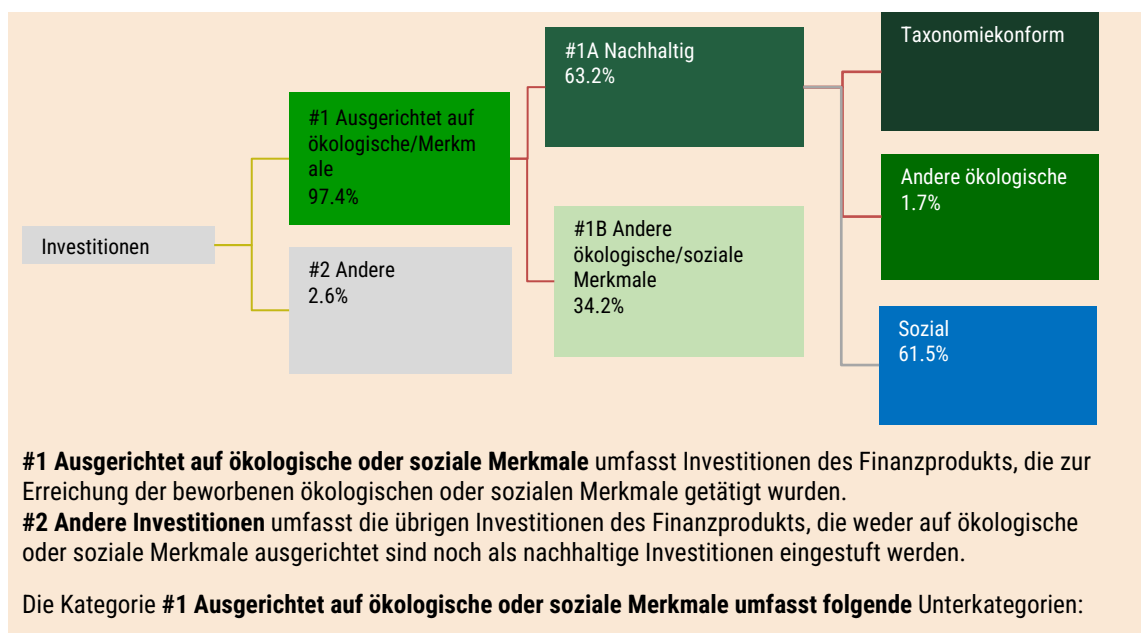 Investitionen
#1 Ausgerichtet auf
ökologische/Merkm
ale
97.4%
#2 Andere
2.6%
#1A Nachhaltig
63.2%
#1B Andere
ökologische/soziale
Merkmale
34.2%
Taxonomiekonform
Andere ökologische
1.7%
Sozial
61.5%
#1 Ausgerichtet auf ökologische oder soziale Merkmale umfasst Investitionen des Finanzprodukts, die zur
Erreichung der beworbenen ökologischen oder sozialen Merkmale getätigt wurden.
#2 Andere Investitionen umfasst die übrigen Investitionen des Finanzprodukts, die weder auf ökologische
oder soziale Merkmale ausgerichtet sind noch als nachhaltige Investitionen eingestuft werden.
Die Kategorie #1 Ausgerichtet auf ökologische oder soziale Merkmale umfasst folgende Unterkategorien: